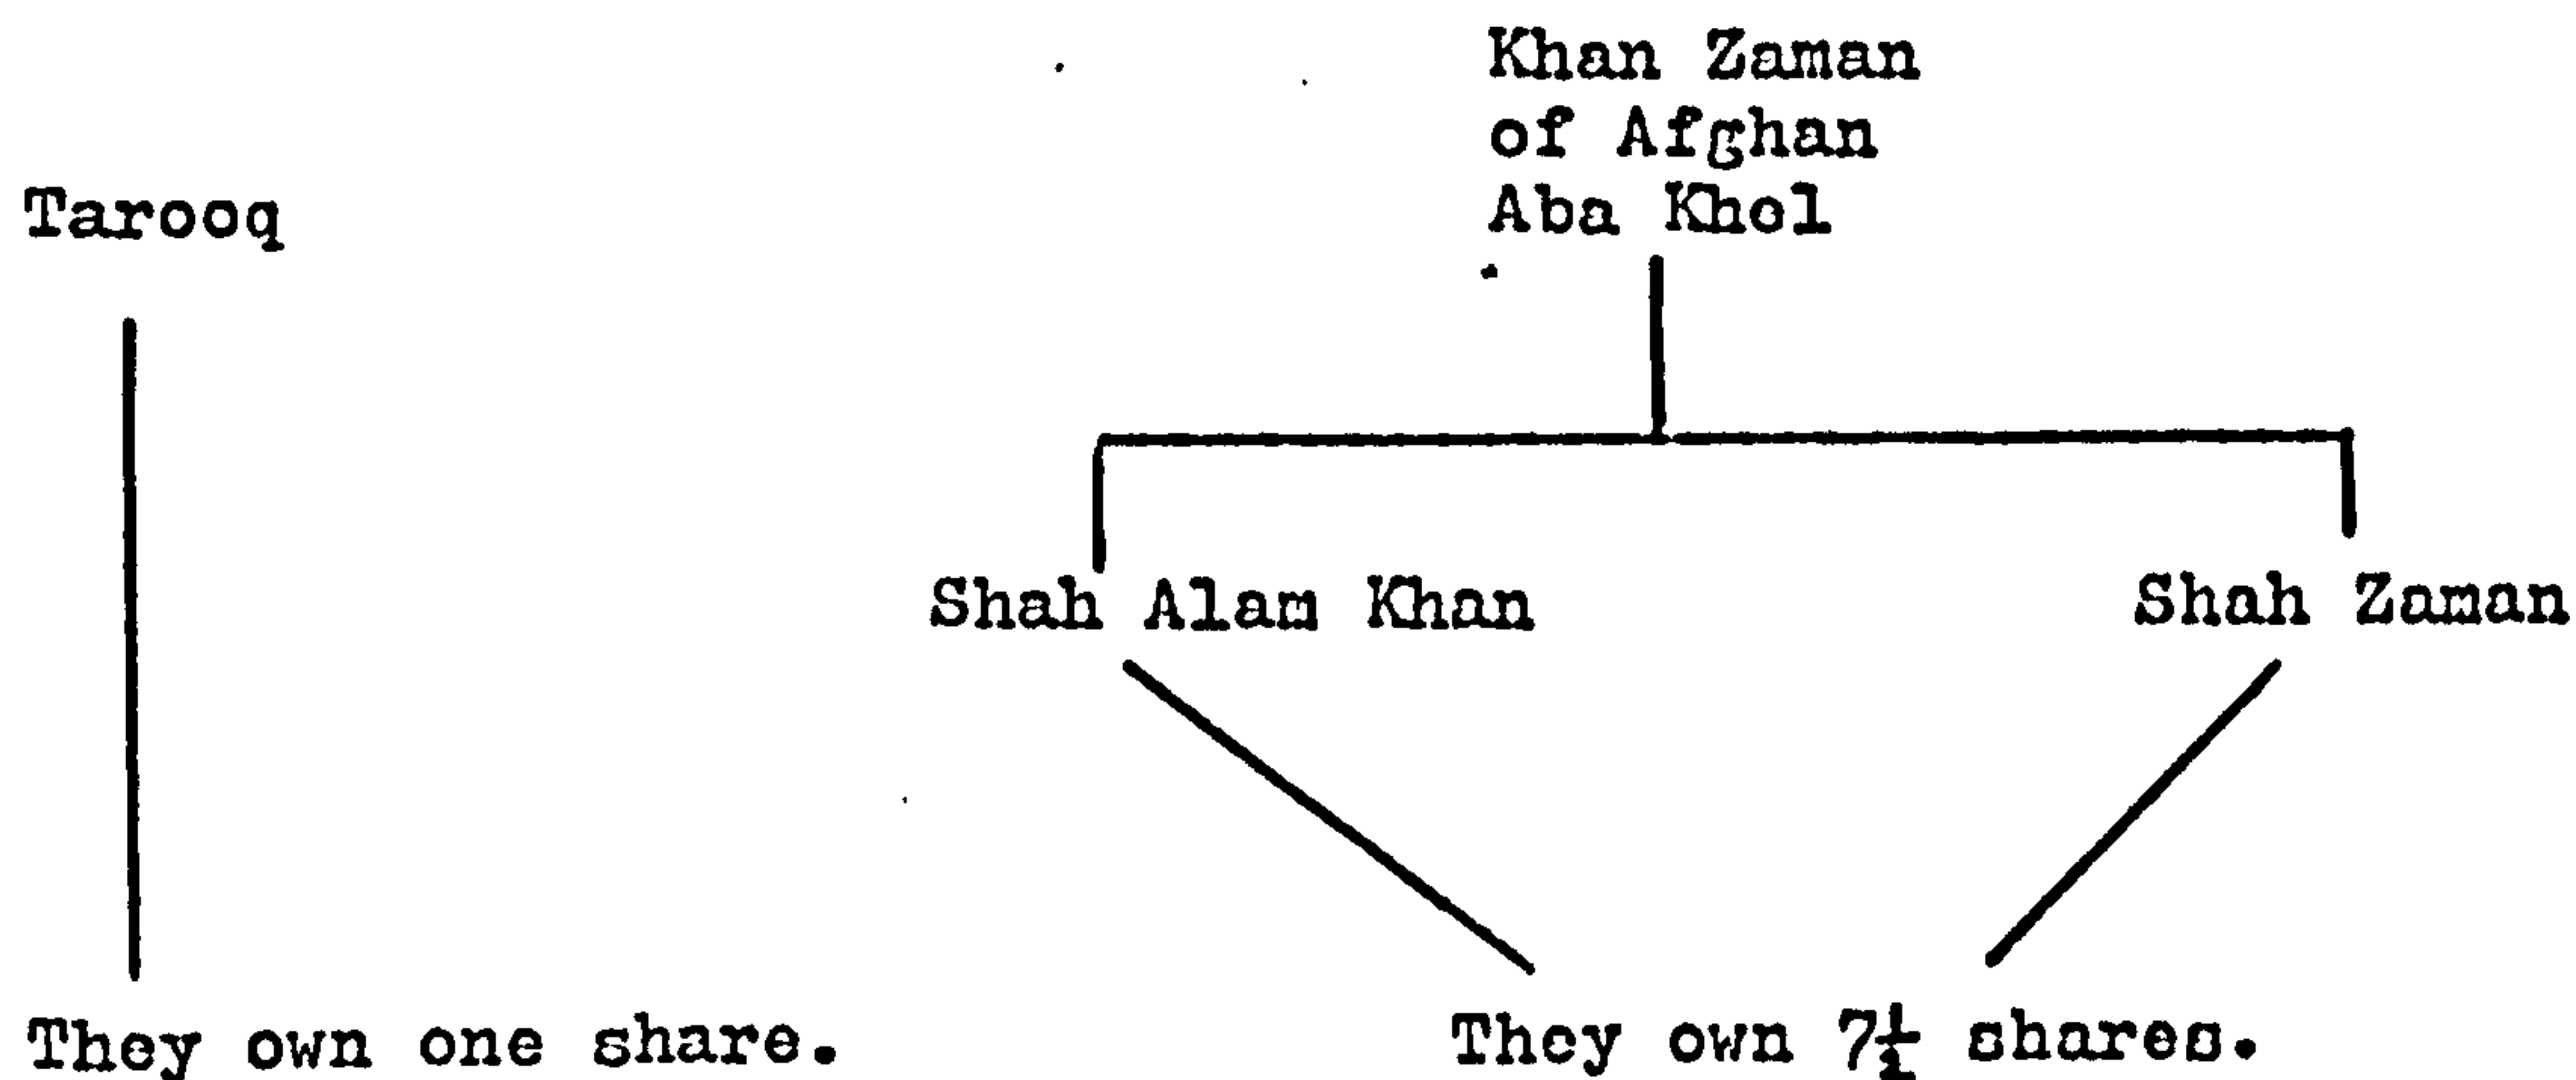 Khan Zaman
of Afghan
Aba Khel
Tarooq
Shah Alam Khan
Shah Zaman
They own one share.
They own 7½ shares.